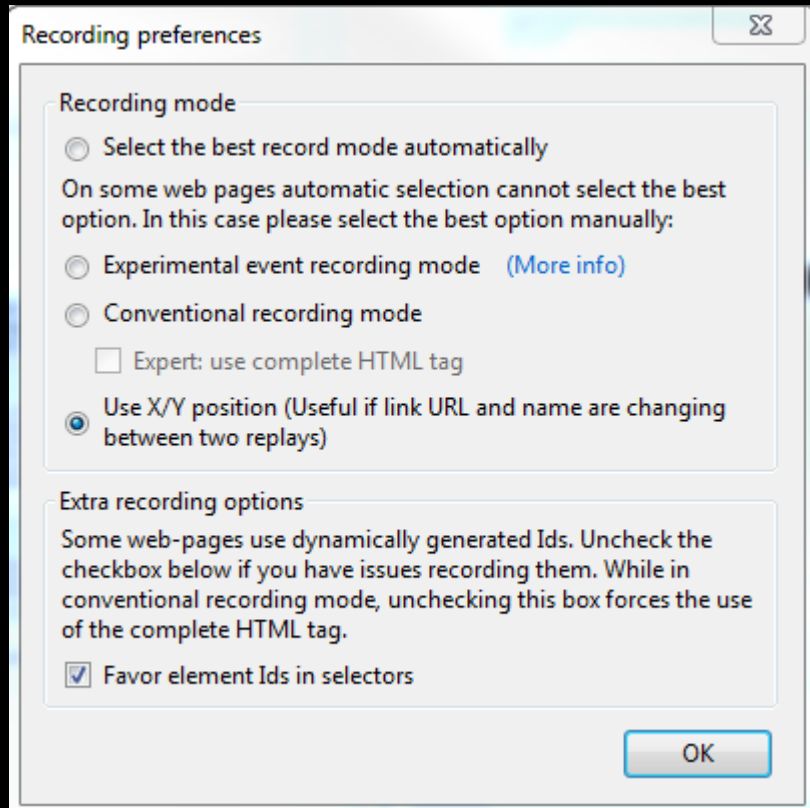 Recording preferences
Recording mode
Select the best record mode automatically
On some web pages automatic selection cannot select the best
option. In this case please select the best option manually:
Experimental event recording mode (More info)
Conventional recording mode
Expert: use complete HTML tag
Use X/Y position (Useful if link URL and name are changing
between two replays)
Extra recording options
Some web-pages use dynamically generated Ids. Uncheck the
checkbox below if you have issues recording them. While in
conventional recording mode, unchecking this box forces the use
of the complete HTML tag.
Favor element Ids in selectors
OK